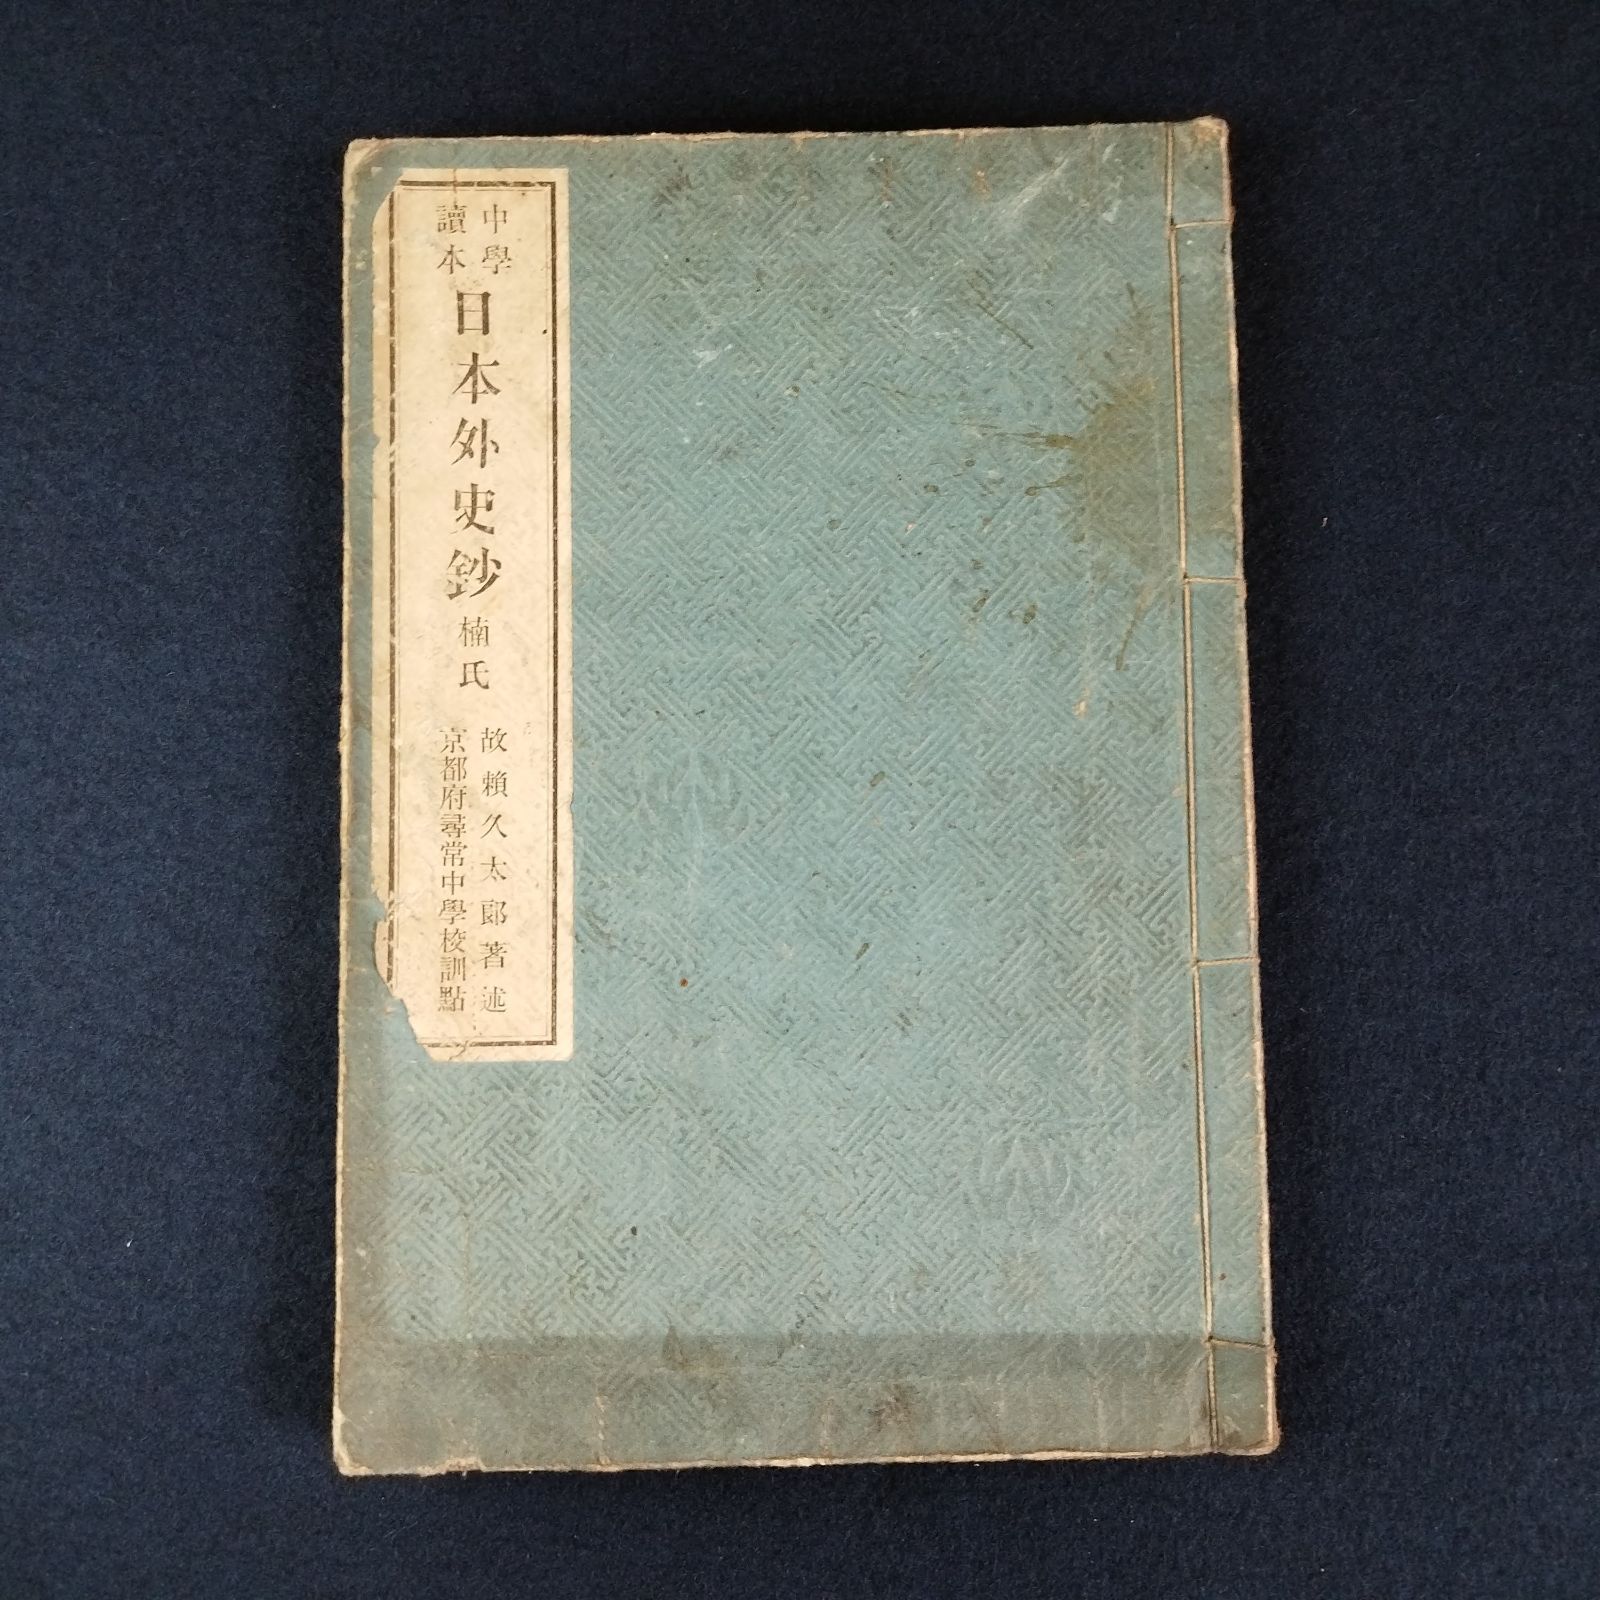 中學
讀本
日本外史鈔
楠氏
故賴久太郎著述
京都府尋常中學校訓點